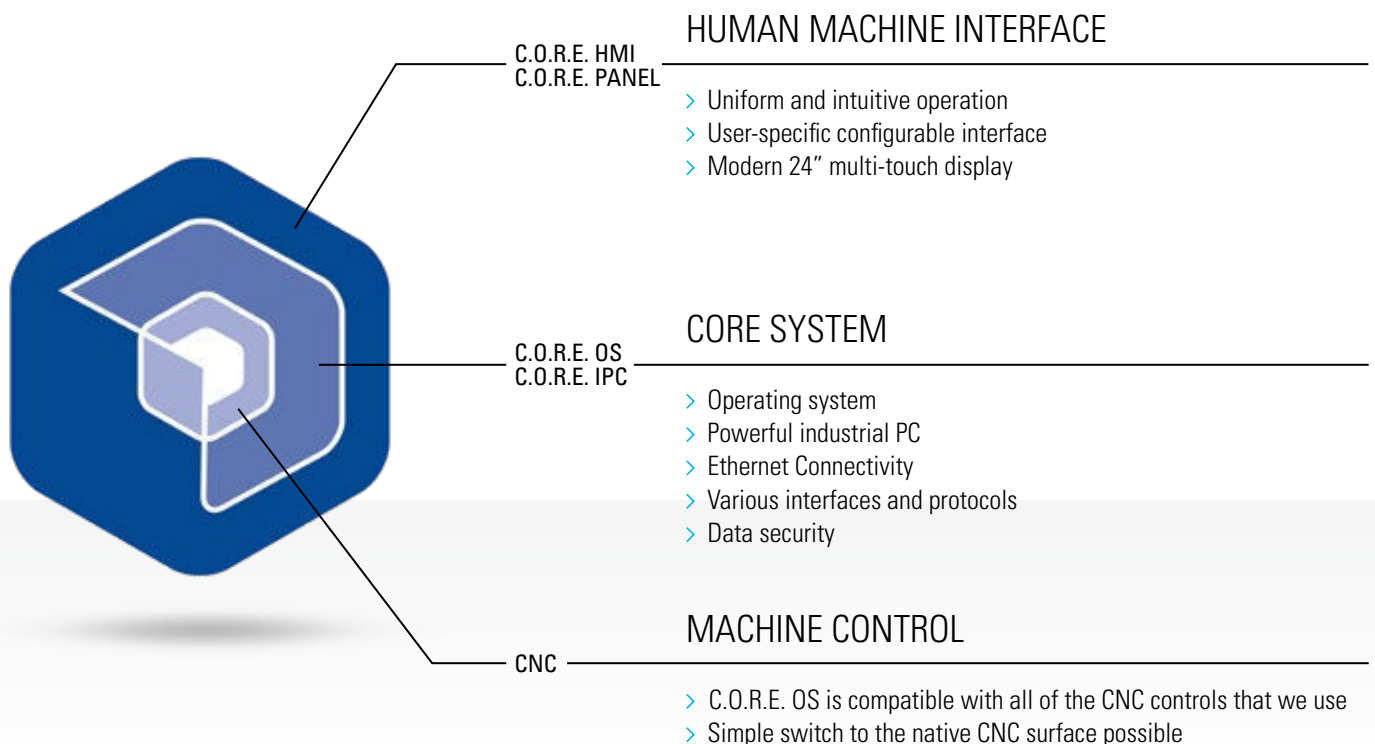 HUMAN MACHINE INTERFACE
C.O.R.E. HMI
C.O.R.E. PANEL
> Uniform and intuitive operation
> User-specific configurable interface
> Modern 24” multi-touch display
CORE SYSTEM
C.O.R.E. OS
C.O.R.E. IPC
> Operating system
> Powerful industrial PC
> Ethernet Connectivity
> Various interfaces and protocols
> Data security
MACHINE CONTROL
CNC
> C.O.R.E. OS is compatible with all of the CNC controls that we use
> Simple switch to the native CNC surface possible